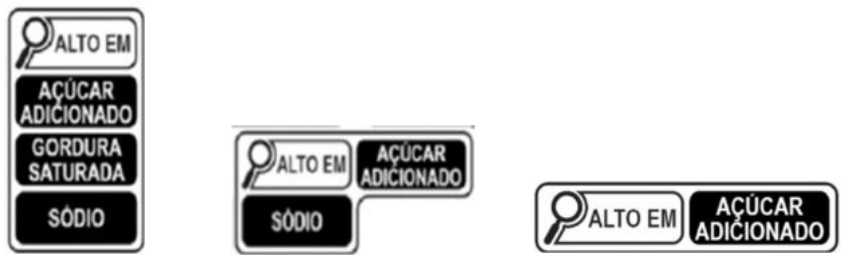 ALTO EM
AÇÚCAR
ADICIONADO
GORDURA
SATURADA
SÓDIO
ALTO EM
AÇÚCAR
ADICIONADO
SÓDIO
ALTO EM
AÇÚCAR
ADICIONADO